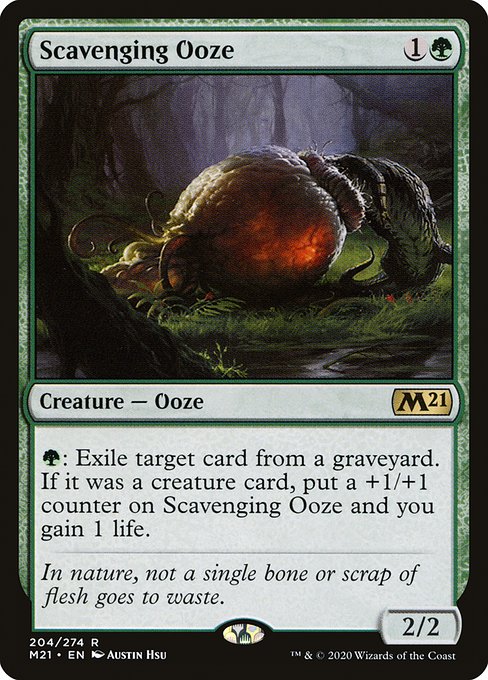 Scavenging Ooze 1
Creature — Ooze M21
: Exile target card from a graveyard.
If it was a creature card, put a +1/+1
counter on Scavenging Ooze and you
gain 1 life.
In nature, not a single bone or scrap of
flesh goes to waste.
2/2
204/274 R
M21 • EN Austin Hsu ™ & © 2020 Wizards of the Coast